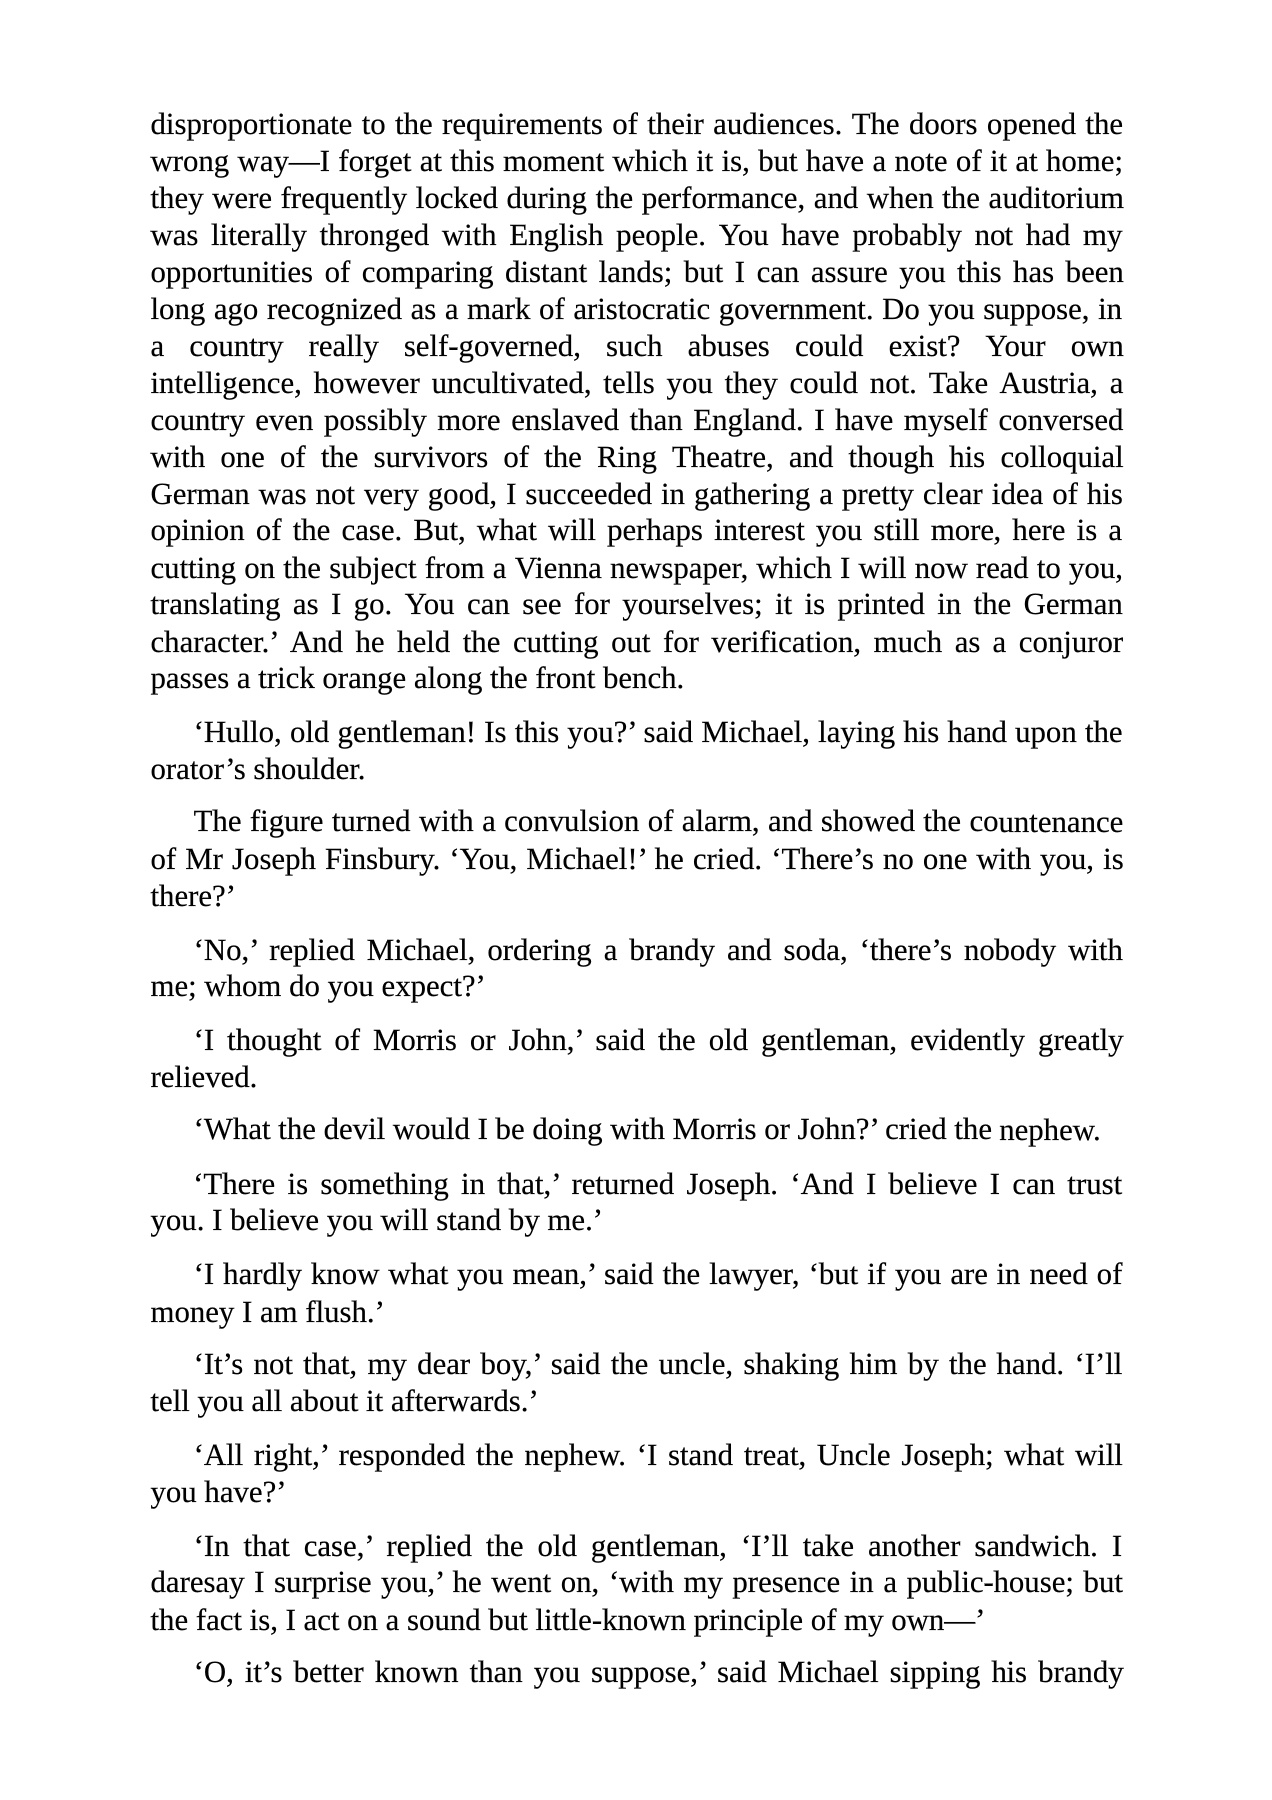 disproportionate to the requirements of their audiences. The doors opened the
wrong way—I forget at this moment which it is, but have a note of it at home;
they were frequently locked during the performance, and when the auditorium
was literally thronged with English people. You have probably not had my
opportunities of comparing distant lands; but I can assure you this has been
long ago recognized as a mark of aristocratic government. Do you suppose, in
a country really self-governed, such abuses could exist? Your own
intelligence, however uncultivated, tells you they could not. Take Austria, a
country even possibly more enslaved than England. I have myself conversed
with one of the survivors of the Ring Theatre, and though his colloquial
German was not very good, I succeeded in gathering a pretty clear idea of his
opinion of the case. But, what will perhaps interest you still more, here is a
cutting on the subject from a Vienna newspaper, which I will now read to you,
translating as I go. You can see for yourselves; it is printed in the German
character.’ And he held the cutting out for verification, much as a conjuror
passes a trick orange along the front bench.
‘Hullo, old gentleman! Is this you?’ said Michael, laying his hand upon the
orator’s shoulder.
The figure turned with a convulsion of alarm, and showed the countenance
of Mr Joseph Finsbury. ‘You, Michael!’ he cried. ‘There’s no one with you, is
there?’
‘No,’ replied Michael, ordering a brandy and soda, ‘there’s nobody with
me; whom do you expect?’
‘I thought of Morris or John,’ said the old gentleman, evidently greatly
relieved.
‘What the devil would I be doing with Morris or John?’ cried the nephew.
‘There is something in that,’ returned Joseph. ‘And I believe I can trust
you. I believe you will stand by me.’
‘I hardly know what you mean,’ said the lawyer, ‘but if you are in need of
money I am flush.’
‘It’s not that, my dear boy,’ said the uncle, shaking him by the hand. ‘I’ll
tell you all about it afterwards.’
‘All right,’ responded the nephew. ‘I stand treat, Uncle Joseph; what will
you have?’
‘In that case,’ replied the old gentleman, ‘I’ll take another sandwich. I
daresay I surprise you,’ he went on, ‘with my presence in a public-house; but
the fact is, I act on a sound but little-known principle of my own—’
‘O, it’s better known than you suppose,’ said Michael sipping his brandy